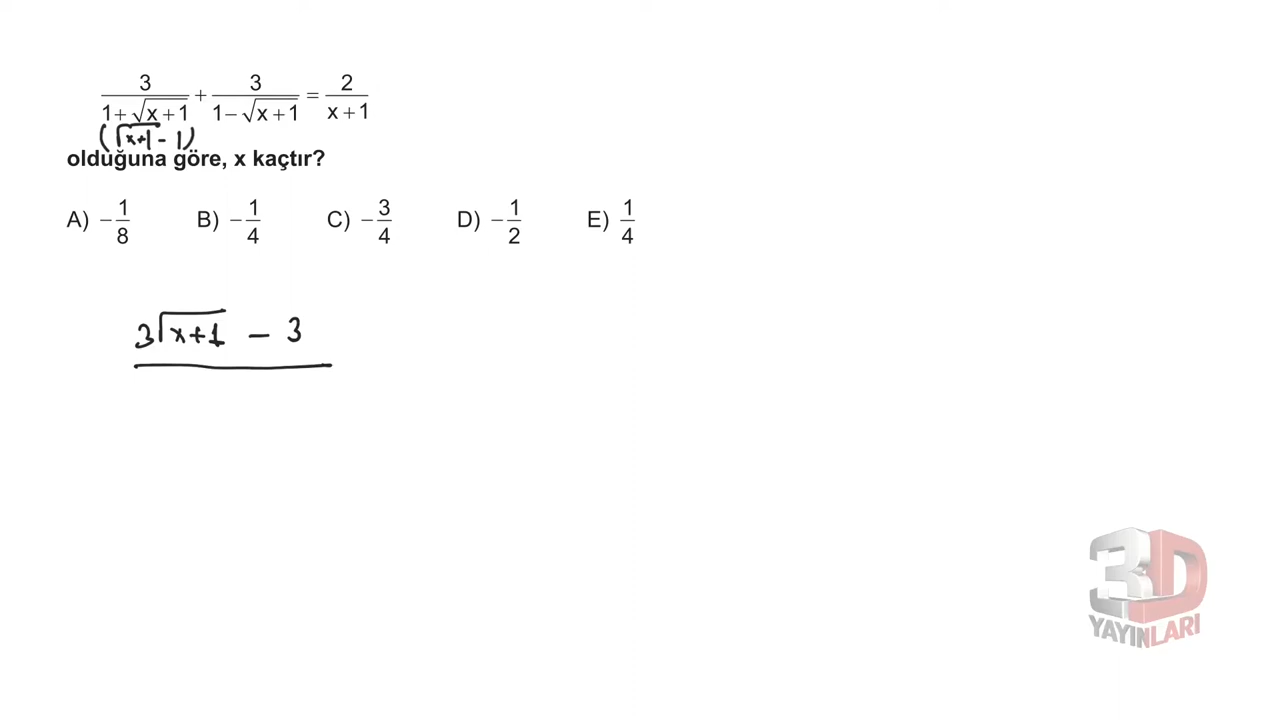 3/(1+√(x+1)) + 3/(1−√(x+1)) = 2/(x+1)
(√(x+1) - 1)
olduğuna göre, x kaçtır?
A) −1/8 B) −1/4 C) −3/4 D) −1/2 E) 1/4
3√(x+1) − 3
3D
YAYINLARI